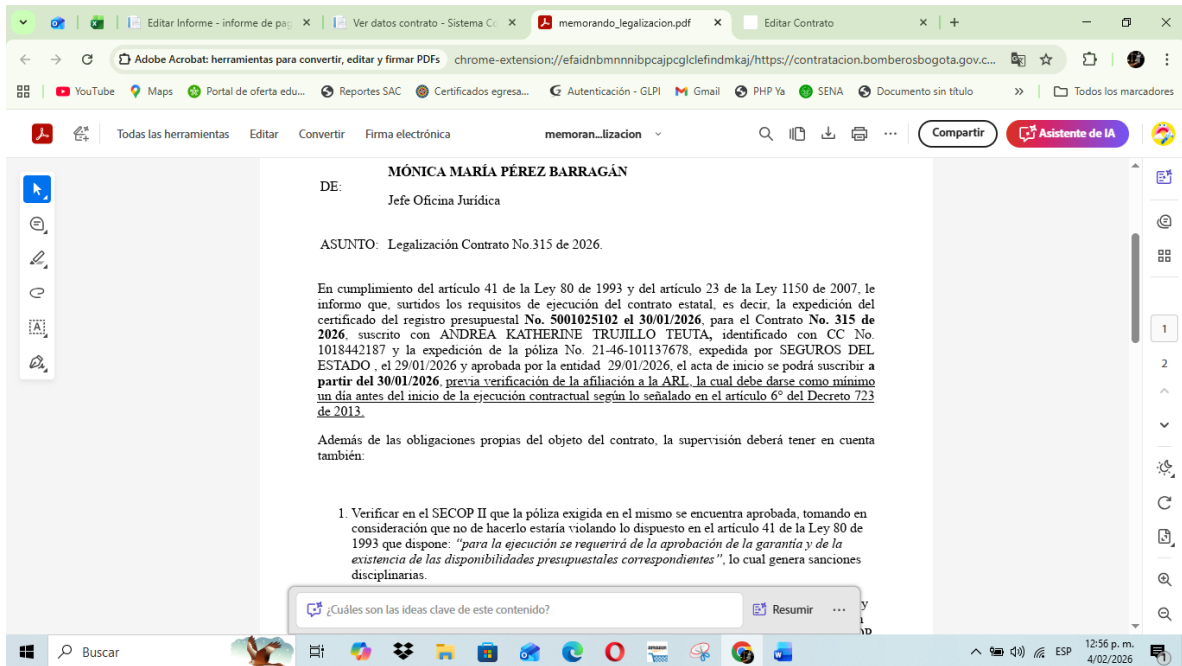 Editar Informe - informe de pag
Ver datos contrato - Sistema Co
memorando_legalizacion.pdf
Editar Contrato
Adobe Acrobat: herramientas para convertir, editar y firmar PDFs
chrome-extension://efaidnbmnnnibpcajpcglclefindmkaj/https://contratacion.bomberosbogota.gov.c...
YouTube
Maps
Portal de oferta edu...
Reportes SAC
Certificados egresa...
Autenticación - GLPI
Gmail
PHP Ya
SENA
Documento sin título
»
Todos los marcadores
Todas las herramientas
Editar
Convertir
Firma electrónica
memoran...lizacion
Compartir
Asistente de IA
MÓNICA MARÍA PÉREZ BARRAGÁN
DE:
Jefe Oficina Jurídica
ASUNTO: Legalización Contrato No.315 de 2026.
En cumplimiento del artículo 41 de la Ley 80 de 1993 y del artículo 23 de la Ley 1150 de 2007, le
informo que, surtidos los requisitos de ejecución del contrato estatal, es decir, la expedición del
certificado del registro presupuestal No. 5001025102 el 30/01/2026, para el Contrato No. 315 de
2026, suscrito con ANDREA KATHERINE TRUJILLO TEUTA, identificado con CC No.
1018442187 y la expedición de la póliza No. 21-46-101137678, expedida por SEGUROS DEL
ESTADO , el 29/01/2026 y aprobada por la entidad 29/01/2026, el acta de inicio se podrá suscribir a
partir del 30/01/2026, previa verificación de la afiliación a la ARL, la cual debe darse como mínimo
un día antes del inicio de la ejecución contractual según lo señalado en el artículo 6° del Decreto 723
de 2013.
Además de las obligaciones propias del objeto del contrato, la supervisión deberá tener en cuenta
también:
1. Verificar en el SECOP II que la póliza exigida en el mismo se encuentra aprobada, tomando en
consideración que no de hacerlo estaría violando lo dispuesto en el artículo 41 de la Ley 80 de
1993 que dispone: “para la ejecución se requerirá de la aprobación de la garantía y de la
existencia de las disponibilidades presupuestales correspondientes”, lo cual genera sanciones
disciplinarias.
¿Cuáles son las ideas clave de este contenido?
Resumir
y
1
2
Buscar
ESP
12:56 p. m.
4/02/2026